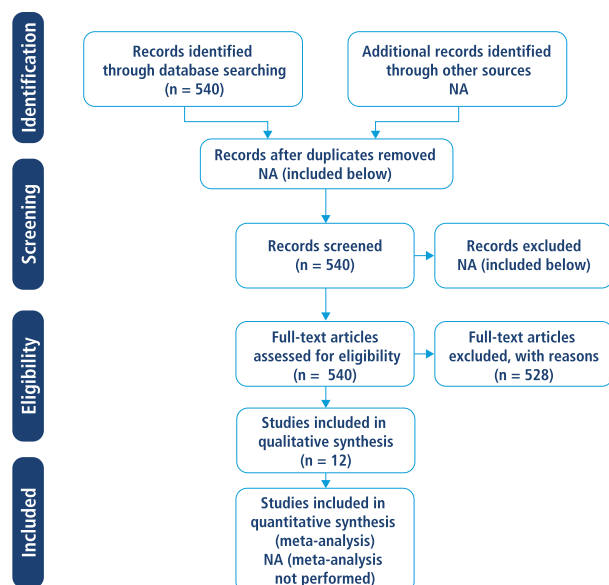 Identification
Records identified
through database searching
(n = 540)
Additional records identified
through other sources
NA
Records after duplicates removed
NA (included below)
Screening
Records screened
(n = 540)
Records excluded
NA (included below)
Eligibility
Full-text articles
assessed for eligibility
(n = 540)
Full-text articles
excluded, with reasons
(n = 528)
Studies included in
qualitative synthesis
(n = 12)
Included
Studies included in
quantitative synthesis
(meta-analysis)
NA (meta-analysis
not performed)